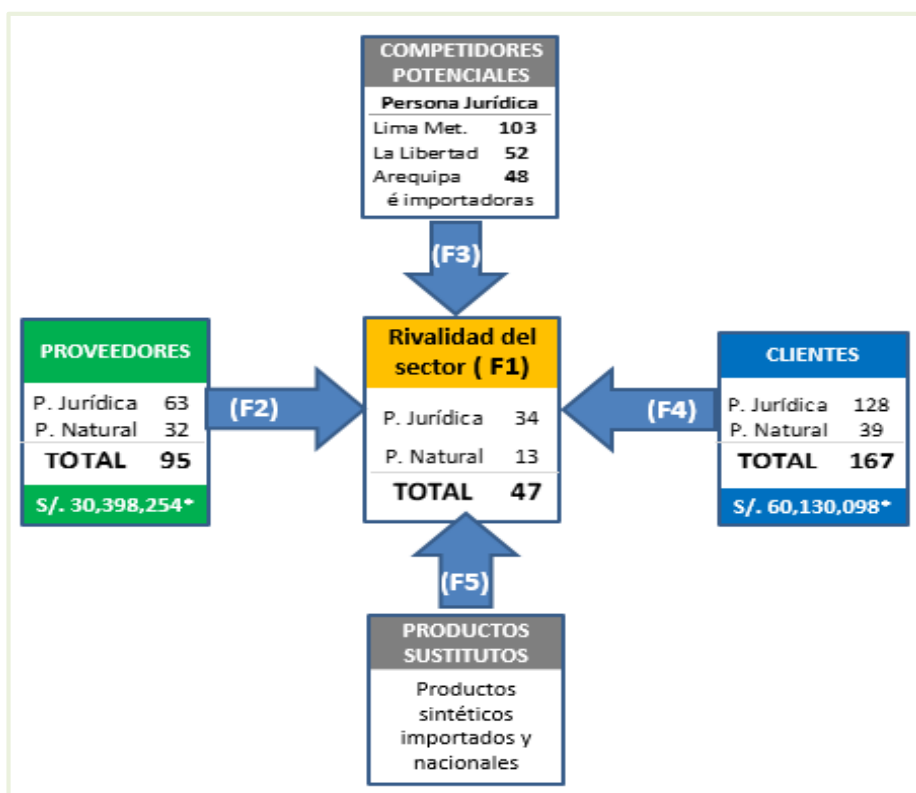 COMPETIDORES
POTENCIALES
Persona Jurídica
Lima Met. 103
La Libertad 52
Arequipa 48
é importadoras
(F3)
PROVEEDORES
P. Jurídica 63
P. Natural 32
TOTAL 95
S/. 30,398,254*
(F2)
Rivalidad del
sector ( F1)
P. Jurídica 34
P. Natural 13
TOTAL 47
(F4)
CLIENTES
P. Jurídica 128
P. Natural 39
TOTAL 167
S/. 60,130,098*
(F5)
PRODUCTOS
SUSTITUTOS
Productos
sintéticos
importados y
nacionales